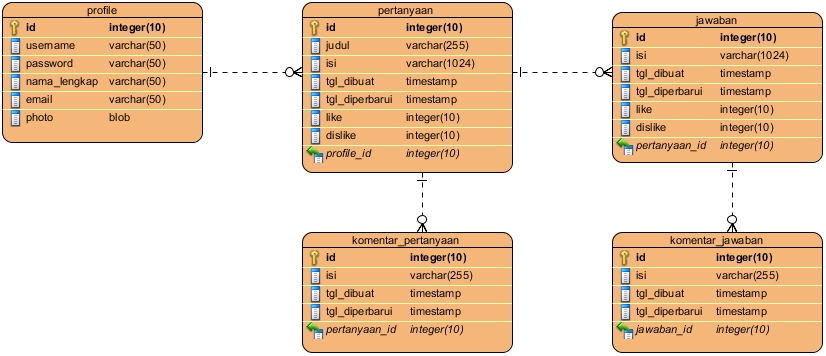 profile
id integer(10)
username varchar(50)
password varchar(50)
nama_lengkap varchar(50)
email varchar(50)
photo blob
pertanyaan
id integer(10)
judul varchar(255)
isi varchar(1024)
tgl_dibuat timestamp
tgl_diperbarui timestamp
like integer(10)
dislike integer(10)
profile_id integer(10)
jawaban
id integer(10)
isi varchar(1024)
tgl_dibuat timestamp
tgl_diperbarui timestamp
like integer(10)
dislike integer(10)
pertanyaan_id integer(10)
komentar_pertanyaan
id integer(10)
isi varchar(255)
tgl_dibuat timestamp
tgl_diperbarui timestamp
pertanyaan_id integer(10)
komentar_jawaban
id integer(10)
isi varchar(255)
tgl_dibuat timestamp
tgl_diperbarui timestamp
jawaban_id integer(10)